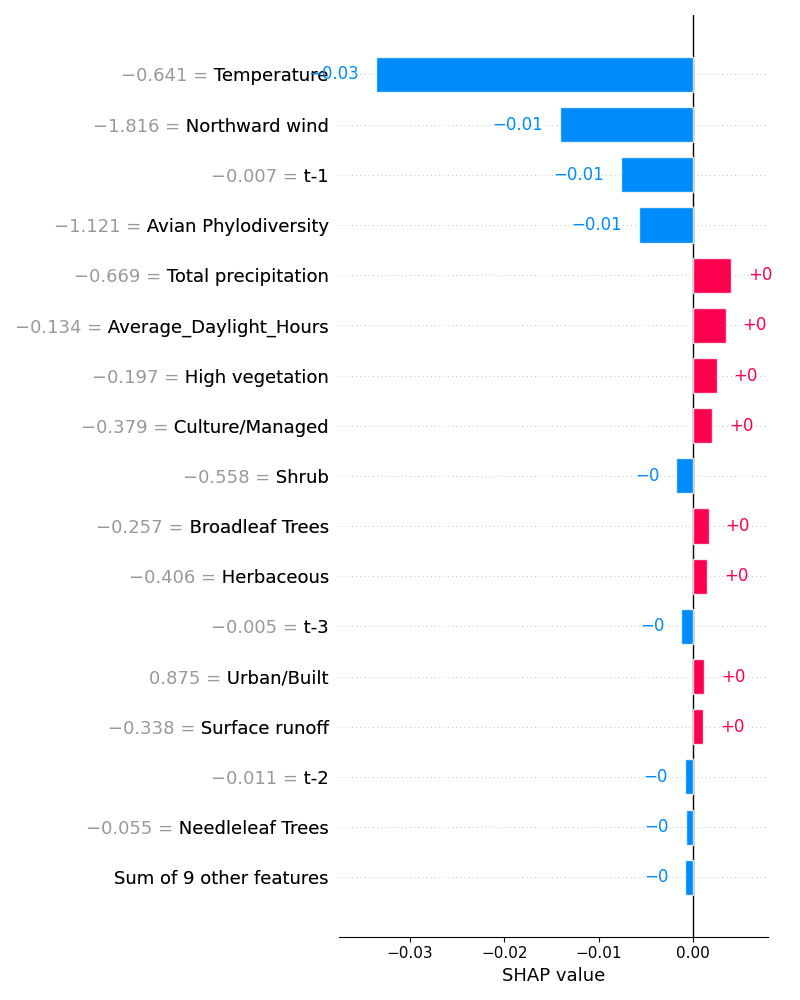 −0.641 = Temperature −0.03
−1.816 = Northward wind −0.01
−0.007 = t-1 −0.01
−1.121 = Avian Phylodiversity −0.01
−0.669 = Total precipitation +0
−0.134 = Average_Daylight_Hours +0
−0.197 = High vegetation +0
−0.379 = Culture/Managed +0
−0.558 = Shrub −0
−0.257 = Broadleaf Trees +0
−0.406 = Herbaceous +0
−0.005 = t-3 −0
0.875 = Urban/Built +0
−0.338 = Surface runoff +0
−0.011 = t-2 −0
−0.055 = Needleleaf Trees −0
Sum of 9 other features −0
−0.03 −0.02 −0.01 0.00
SHAP value